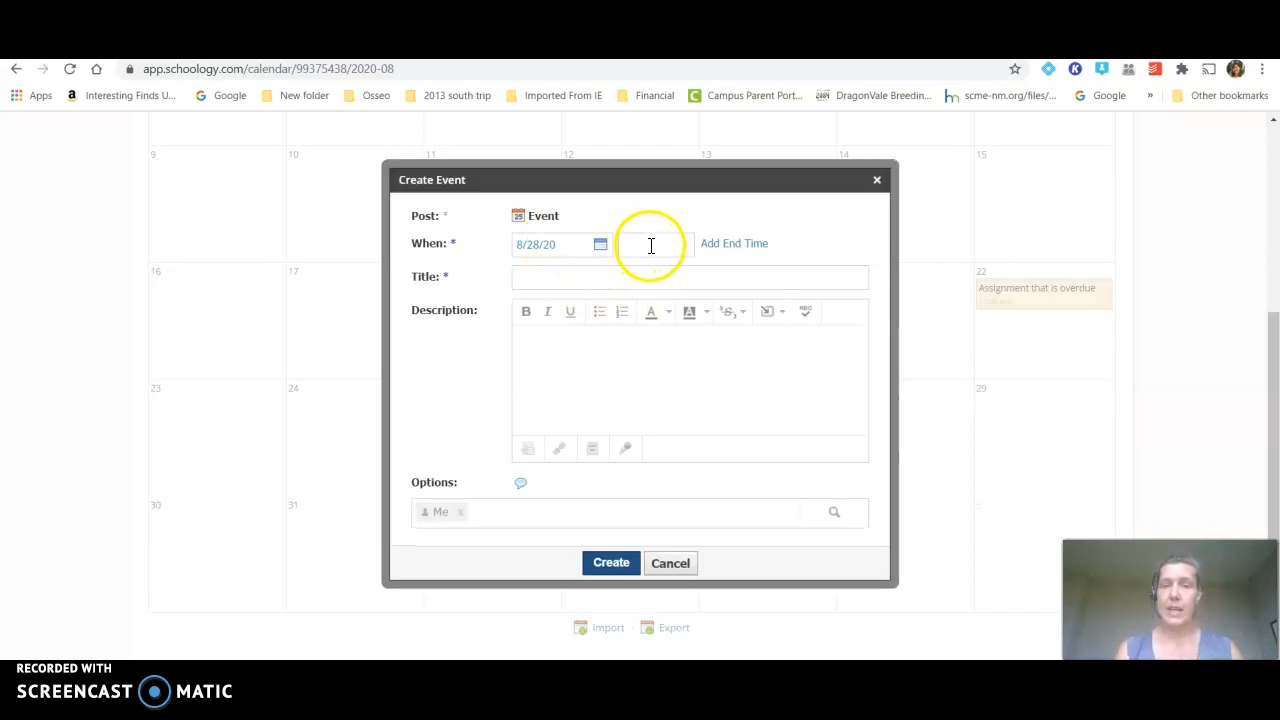 app.schoology.com/calendar/99375438/2020-08
Apps Interesting Finds U... Google New folder Osseo 2013 south trip Imported From IE Financial Campus Parent Port... DragonVale Breedin... scme-nm.org/files/... Google » Other bookmarks
9 10 11 12 13 14 15
Create Event ×
Post: * 25 Event
When: * 8/28/20 Add End Time
Title: *
16 17 22
Assignment that is overdue
Description: B I U A A ABC
23 24 29
Options:
30 31
Me x
Create Cancel
Import · Export
RECORDED WITH
SCREENCAST MATIC